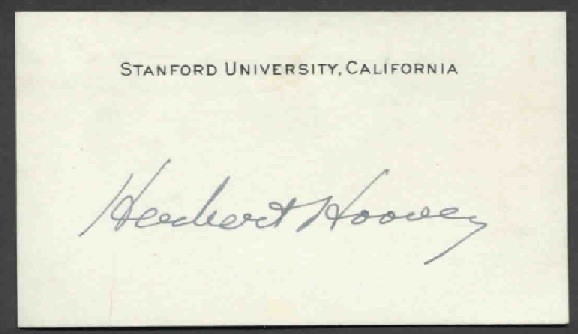 STANFORD UNIVERSITY, CALIFORNIA
Herbert Hoover